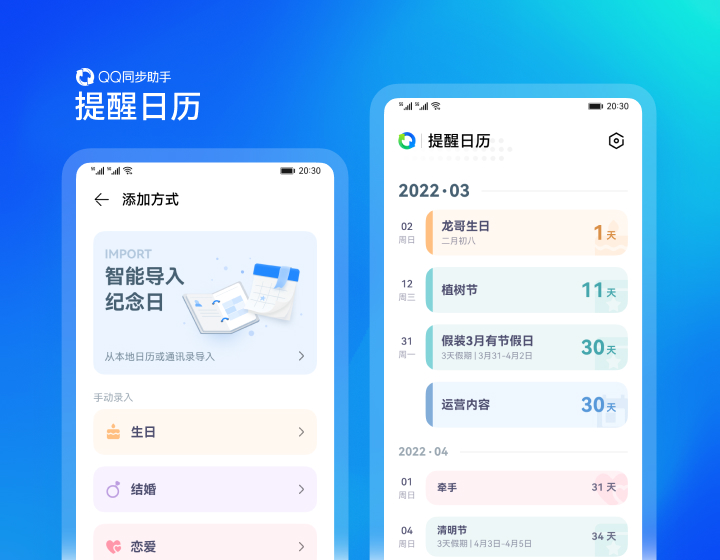 QQ同步助手
提醒日历
20:30
添加方式
IMPORT
智能导入
纪念日
从本地日历或通讯录导入
手动录入
生日
结婚
恋爱
20:30
提醒日历
2022·03
02
周日
龙哥生日
二月初八
1天
12
周三
植树节
11天
31
周一
假装3月有节假日
3天假期 | 3月31-4月2日
30天
运营内容
30天
2022·04
01
周日
牵手
31 天
04
周日
清明节
3天假期 | 4月3日-4月5日
34 天